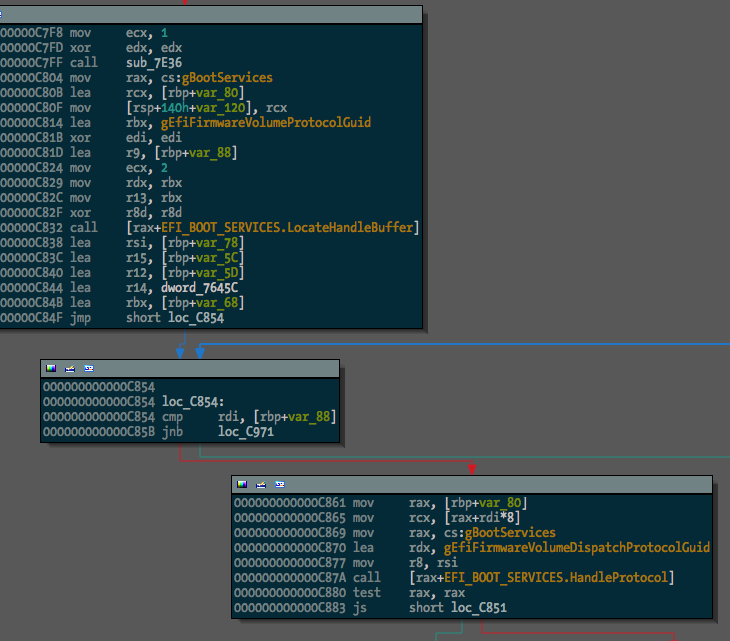 00000C7F8 mov ecx, 1
00000C7FD xor edx, edx
00000C7FF call sub_7E36
00000C804 mov rax, cs:gBootServices
00000C80B lea rcx, [rbp+var_80]
00000C80F mov [rsp+140h+var_120], rcx
00000C814 lea rbx, gEfiFirmwareVolumeProtocolGuid
00000C81B xor edi, edi
00000C81D lea r9, [rbp+var_88]
00000C824 mov ecx, 2
00000C829 mov rdx, rbx
00000C82C mov r13, rbx
00000C82F xor r8d, r8d
00000C832 call [rax+EFI_BOOT_SERVICES.LocateHandleBuffer]
00000C838 lea rsi, [rbp+var_78]
00000C83C lea r15, [rbp+var_5C]
00000C840 lea r12, [rbp+var_5D]
00000C844 lea r14, dword_7645C
00000C84B lea rbx, [rbp+var_68]
00000C84F jmp short loc_C854
000000000000C854
000000000000C854 loc_C854:
000000000000C854 cmp rdi, [rbp+var_88]
000000000000C85B jnb loc_C971
000000000000C861 mov rax, [rbp+var_80]
000000000000C865 mov rcx, [rax+rdi*8]
000000000000C869 mov rax, cs:gBootServices
000000000000C870 lea rdx, gEfiFirmwareVolumeDispatchProtocolGuid
000000000000C877 mov r8, rsi
000000000000C87A call [rax+EFI_BOOT_SERVICES.HandleProtocol]
000000000000C880 test rax, rax
000000000000C883 js short loc_C851